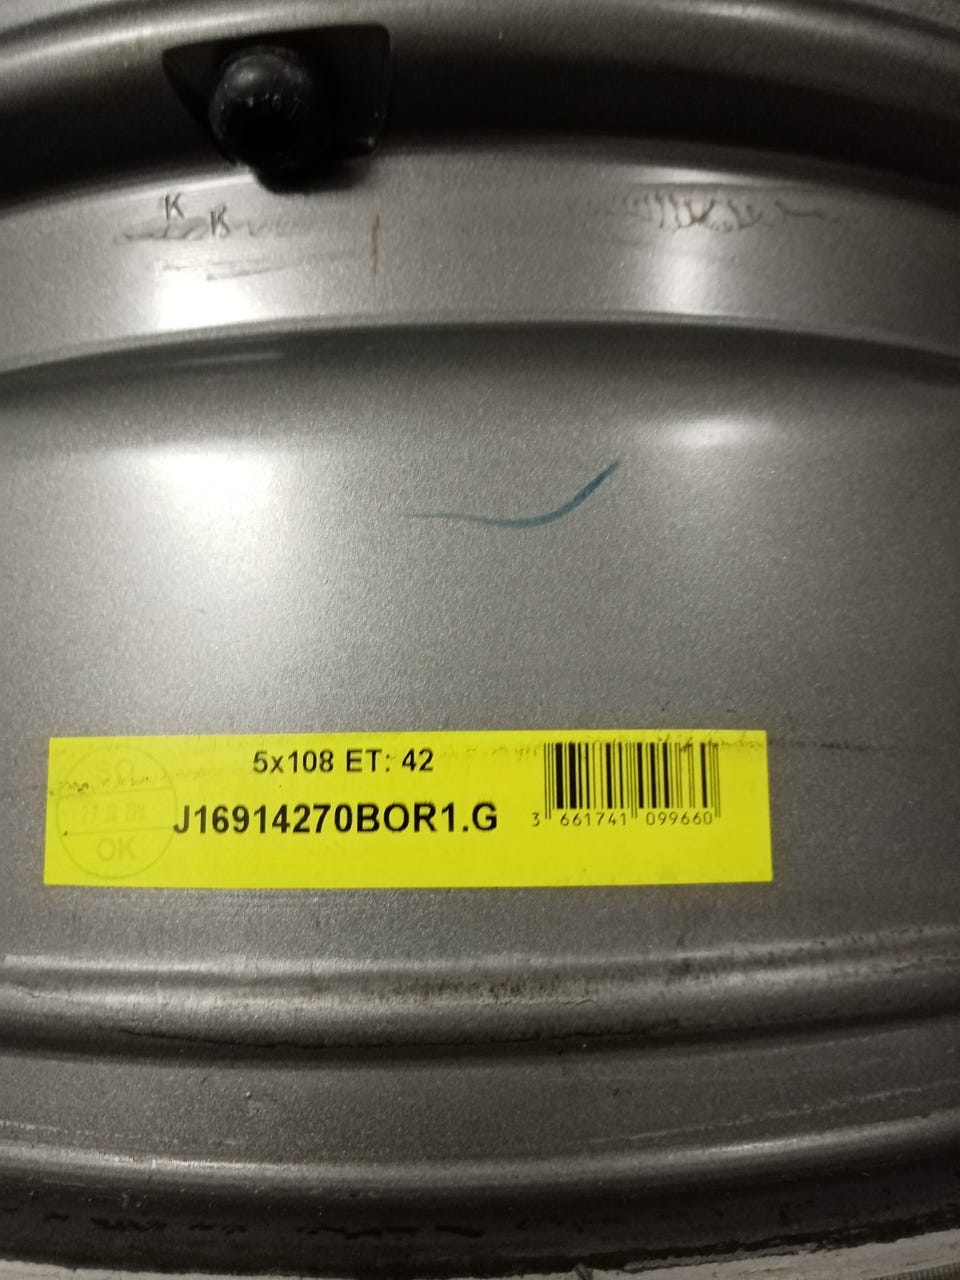 K
K
5x108 ET: 42
J16914270BOR1.G
3 661741 099660
OK